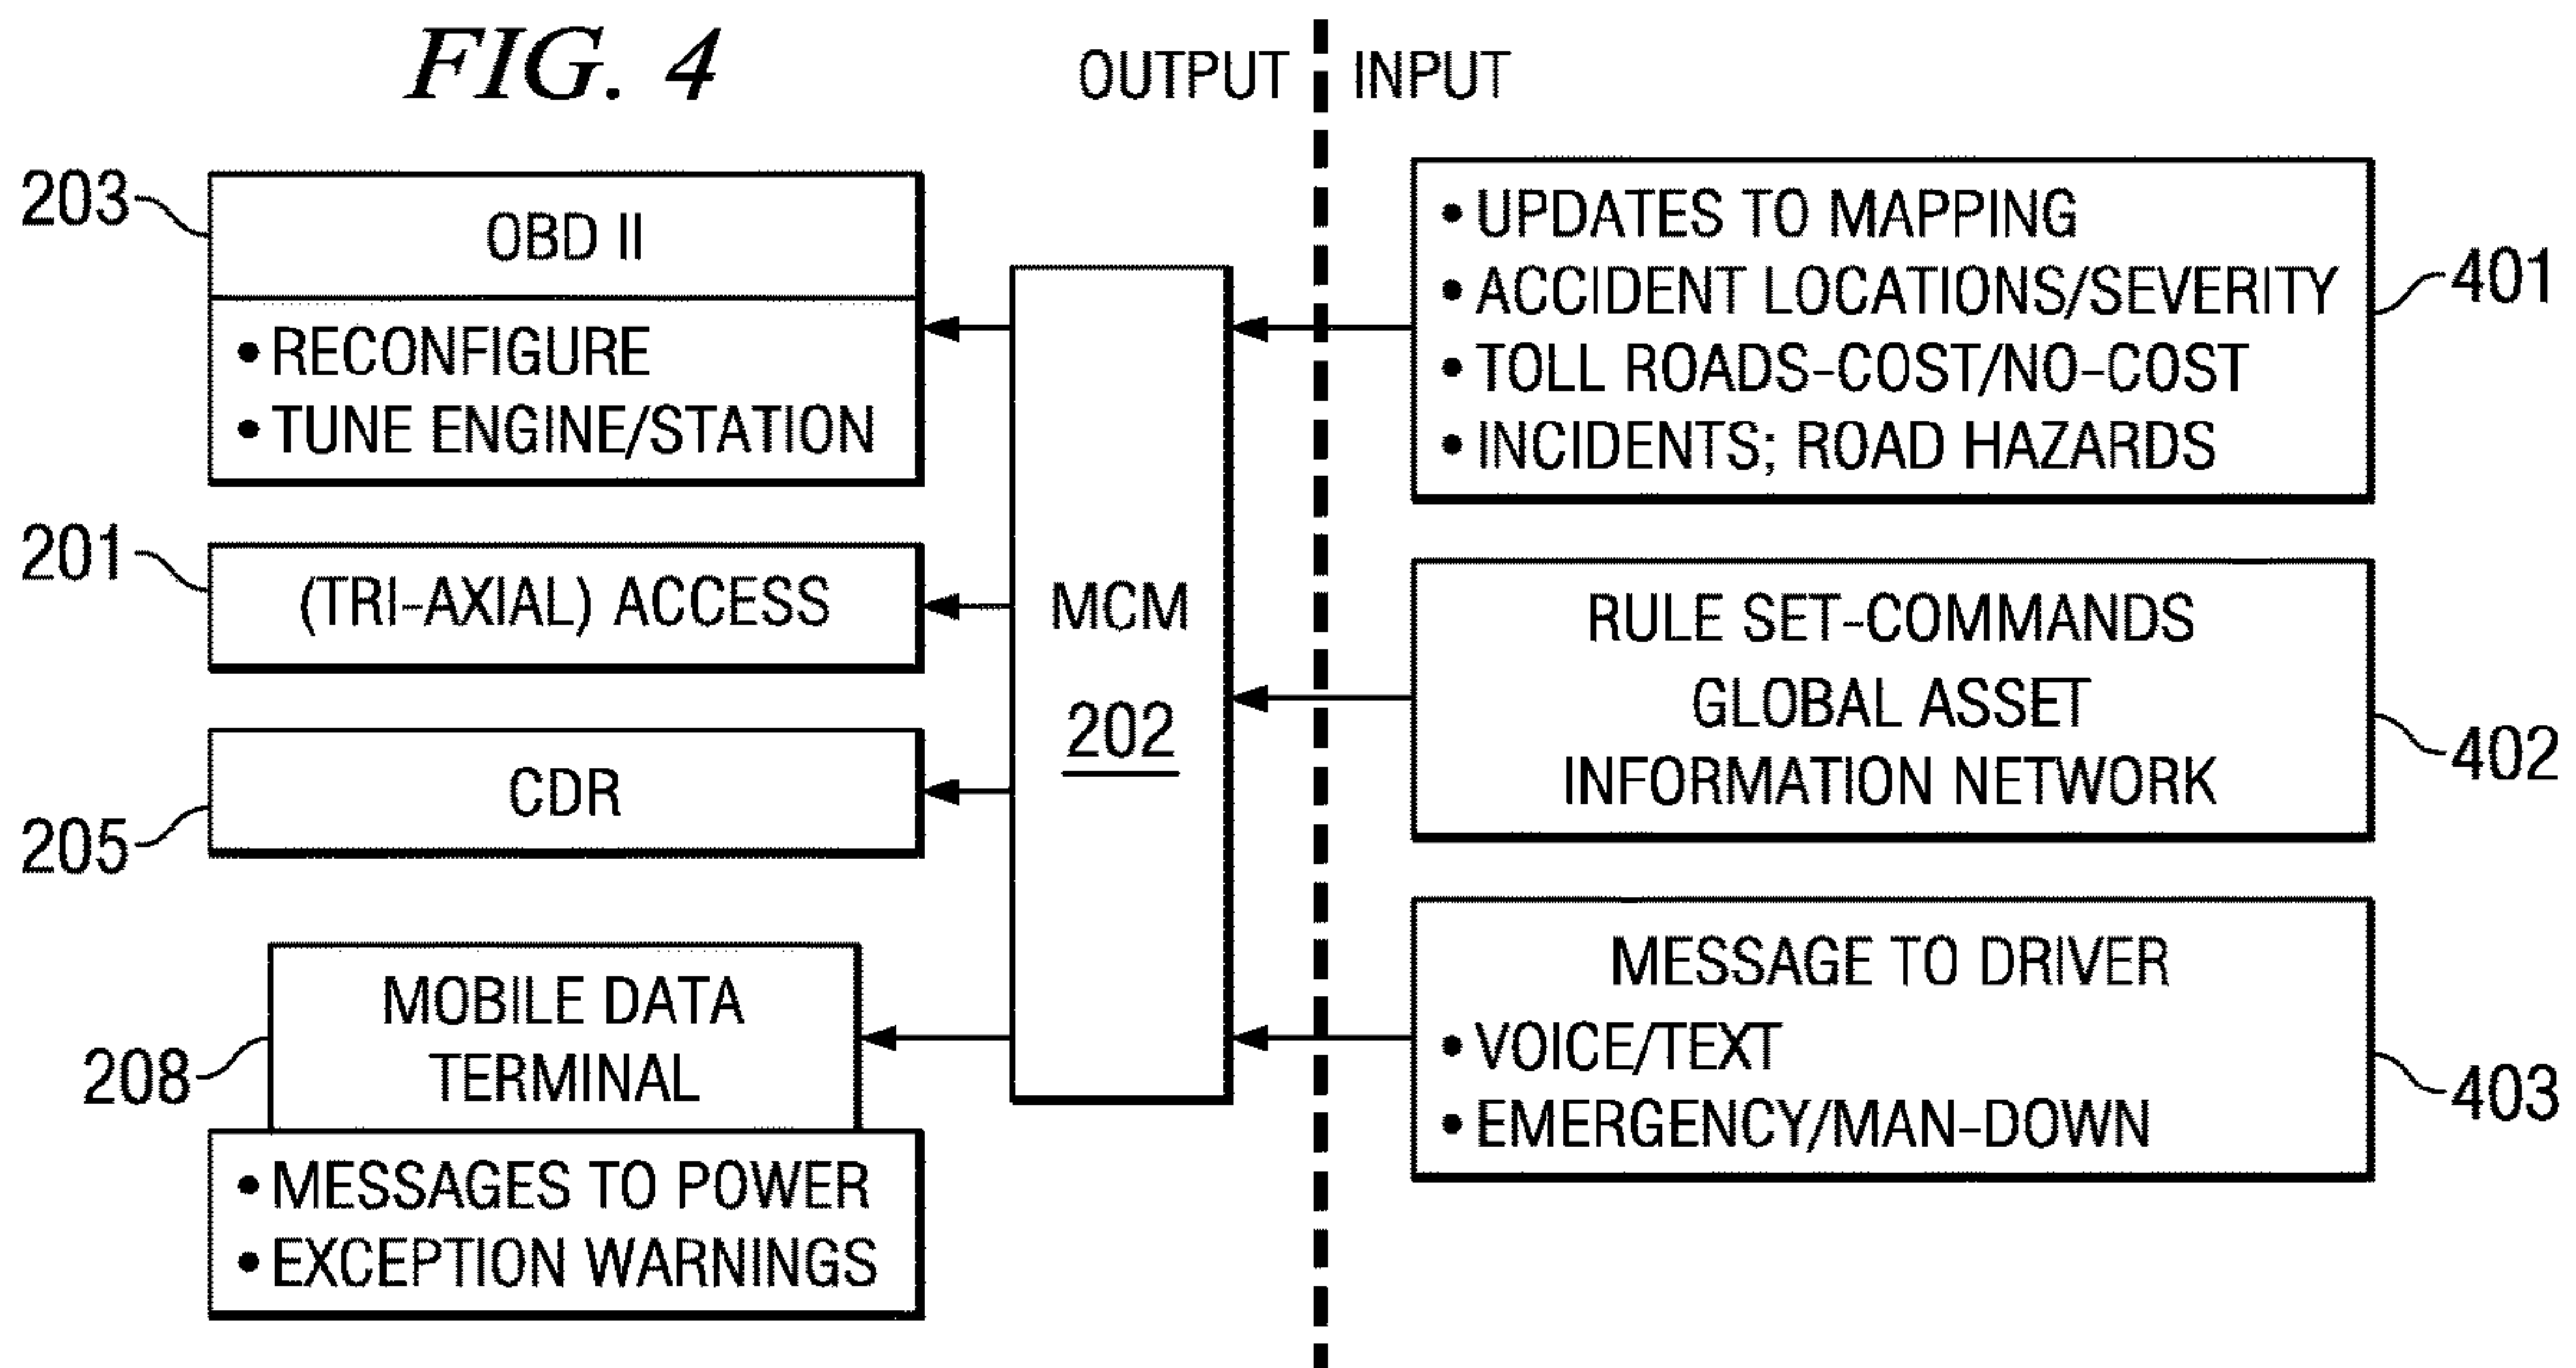 FIG. 4
OUTPUT
INPUT
203
OBD II
• RECONFIGURE
• TUNE ENGINE/STATION
201
(TRI-AXIAL) ACCESS
205
CDR
208
MOBILE DATA
TERMINAL
• MESSAGES TO POWER
• EXCEPTION WARNINGS
MCM
202
• UPDATES TO MAPPING
• ACCIDENT LOCATIONS/SEVERITY
• TOLL ROADS-COST/NO-COST
• INCIDENTS; ROAD HAZARDS
401
RULE SET-COMMANDS
GLOBAL ASSET
INFORMATION NETWORK
402
MESSAGE TO DRIVER
• VOICE/TEXT
• EMERGENCY/MAN-DOWN
403